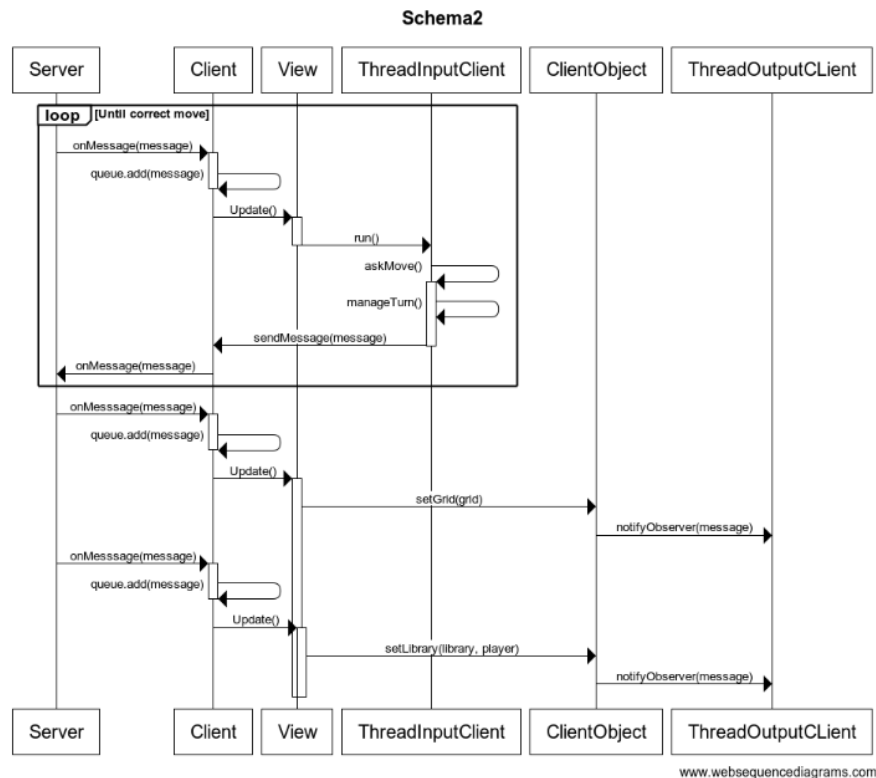 Schema2
Server
Client
View
ThreadInputClient
ClientObject
ThreadOutputCLient
loop
[Until correct move]
onMessage(message)
queue.add(message)
Update()
run()
askMove()
manageTurn()
sendMessage(message)
onMessage(message)
onMesssage(message)
queue.add(message)
Update()
setGrid(grid)
notifyObserver(message)
onMesssage(message)
queue.add(message)
Update()
setLibrary(library, player)
notifyObserver(message)
Server
Client
View
ThreadInputClient
ClientObject
ThreadOutputCLient
www.websequencediagrams.com